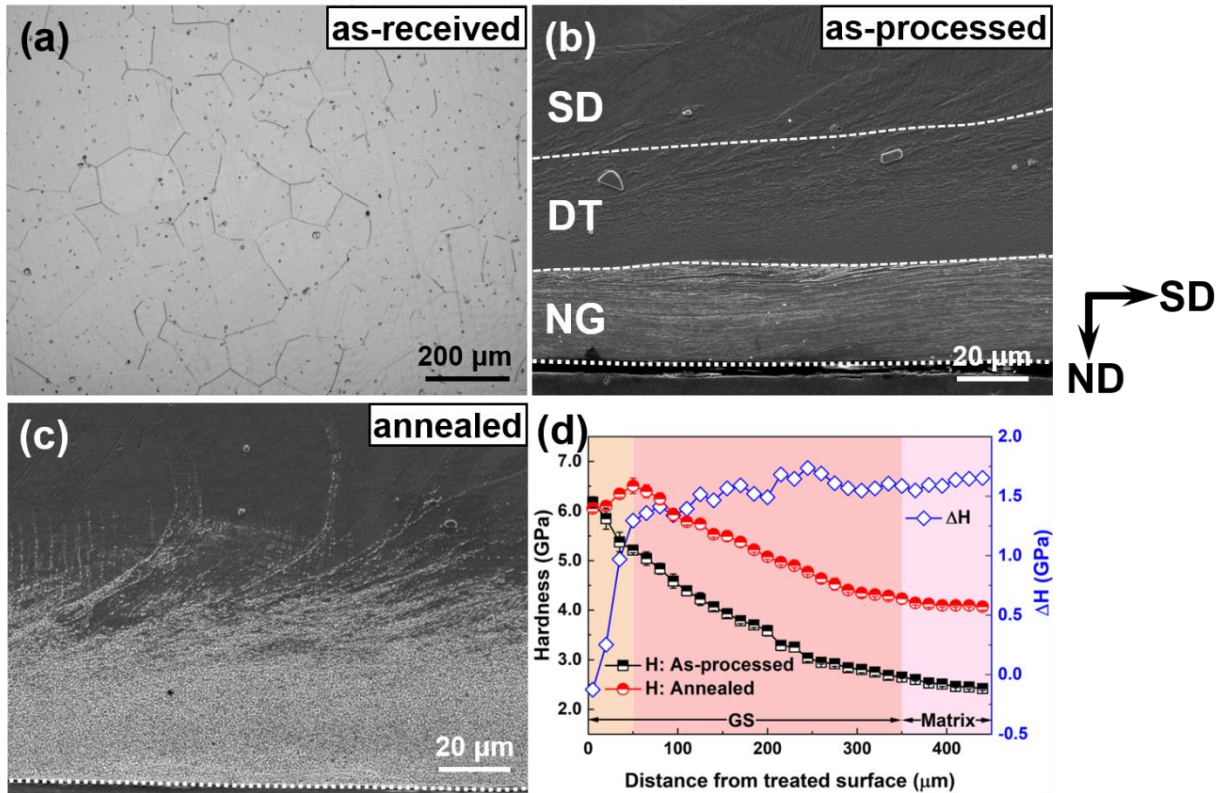 (a)
as-received
200 µm
(b)
as-processed
SD
DT
NG
20 µm
SD
ND
(c)
annealed
20 µm
(d)
Hardness (GPa)
7.0
6.0
5.0
4.0
3.0
2.0
ΔH
H: As-processed
H: Annealed
GS
Matrix
0
100
200
300
400
Distance from treated surface (µm)
2.0
1.5
1.0
0.5
0.0
-0.5
ΔH (GPa)